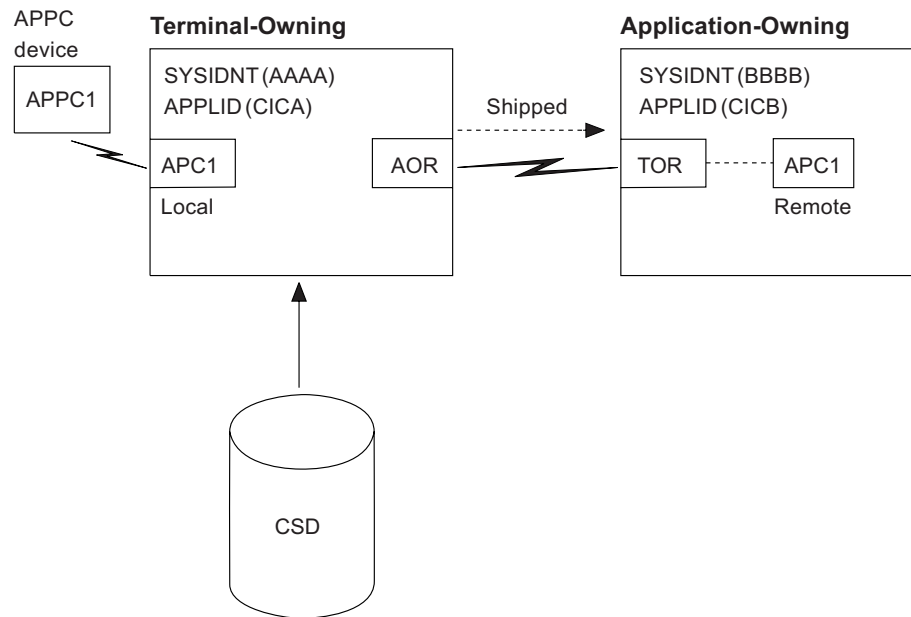 APPC
device
APPC1
Terminal-Owning
SYSIDNT(AAAA)
APPLID(CICA)
APC1
Local
AOR
Shipped
Application-Owning
SYSIDNT(BBBB)
APPLID(CICB)
TOR
APC1
Remote
CSD